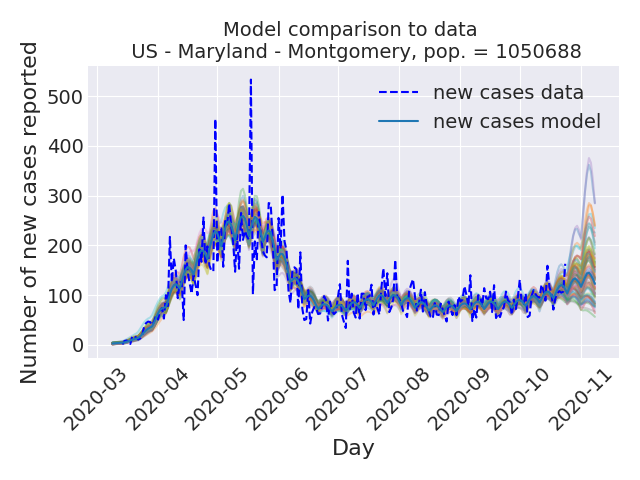 Model comparison to data
US - Maryland - Montgomery, pop. = 1050688
Number of new cases reported
500
400
300
200
100
0
new cases data
new cases model
2020-03
2020-04
2020-05
2020-06
2020-07
2020-08
2020-09
2020-10
2020-11
Day